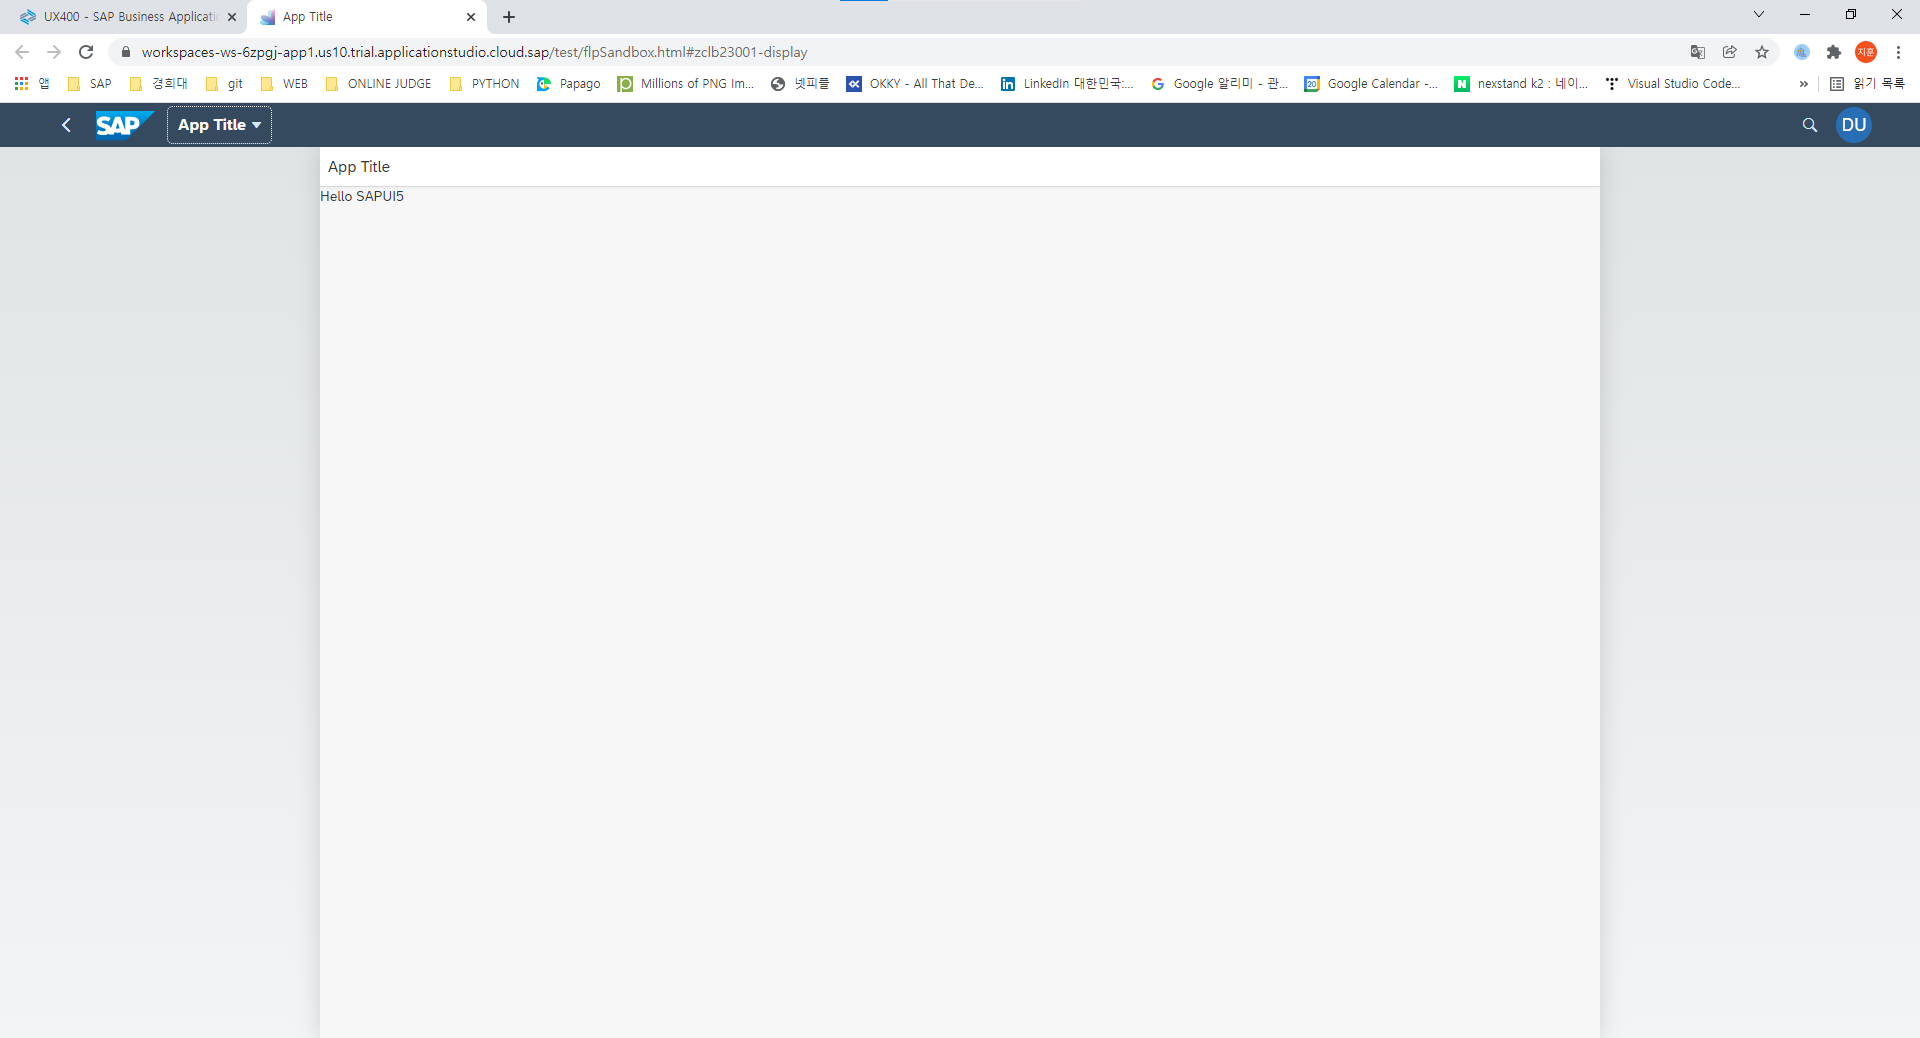 UX400 - SAP Business Applicati
App Title
workspaces-ws-6zpgj-app1.us10.trial.applicationstudio.cloud.sap/test/flpSandbox.html#zclb23001-display
지훈
앱 SAP 경희대 git WEB ONLINE JUDGE PYTHON Papago Millions of PNG Im... 넷피플 OKKY - All That De... LinkedIn 대한민국:... Google 알리미 - 관... 20 Google Calendar -... N nexstand k2 : 네이... Visual Studio Code... » 읽기 목록
SAP App Title DU
App Title
Hello SAPUI5